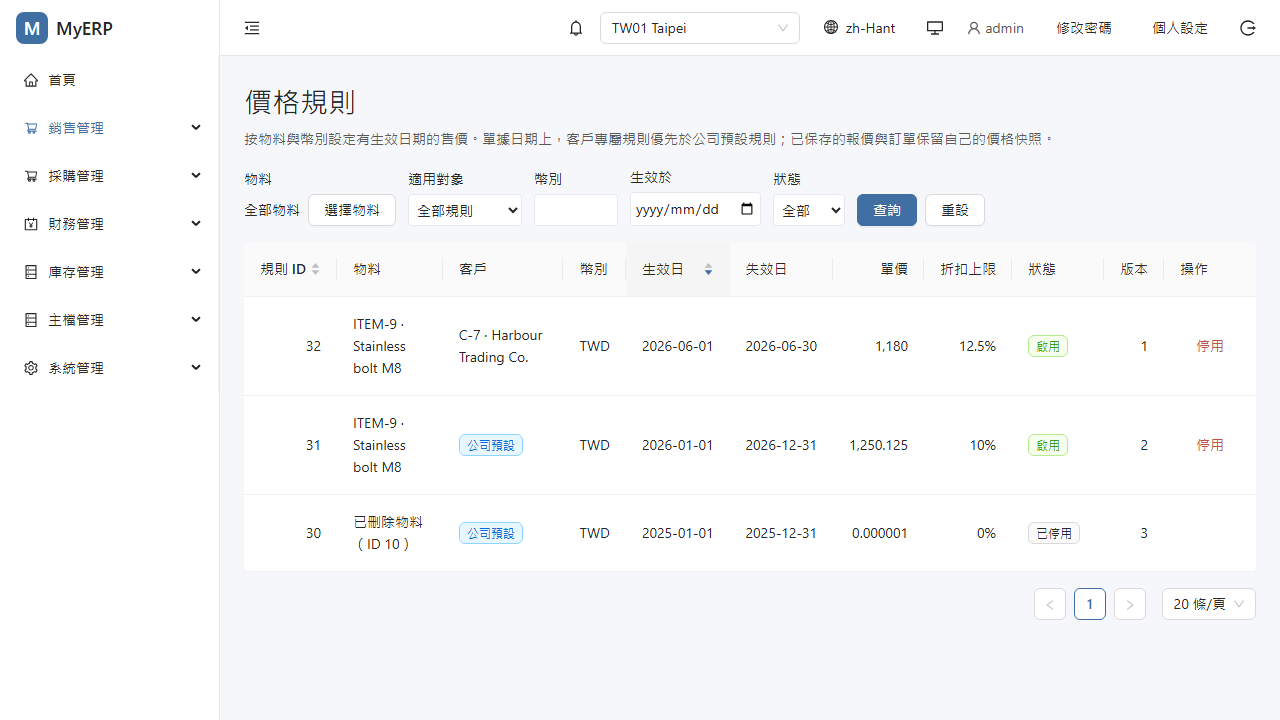 M MyERP
TW01 Taipei
zh-Hant
admin
修改密碼
個人設定
首頁
銷售管理
採購管理
財務管理
庫存管理
主檔管理
系統管理
價格規則
按物料與幣別設定有生效日期的售價。單據日期上，客戶專屬規則優先於公司預設規則；已保存的報價與訂單保留自己的價格快照。
物料 適用對象 幣別 生效於 狀態
全部物料 選擇物料 全部規則 yyyy/mm/dd 全部 查詢 重設
規則 ID 物料 客戶 幣別 生效日 失效日 單價 折扣上限 狀態 版本 操作
32 ITEM-9 · Stainless bolt M8 C-7 · Harbour Trading Co. TWD 2026-06-01 2026-06-30 1,180 12.5% 啟用 1 停用
31 ITEM-9 · Stainless bolt M8 公司預設 TWD 2026-01-01 2026-12-31 1,250.125 10% 啟用 2 停用
30 已刪除物料（ID 10） 公司預設 TWD 2025-01-01 2025-12-31 0.000001 0% 已停用 3
1 20 條/頁